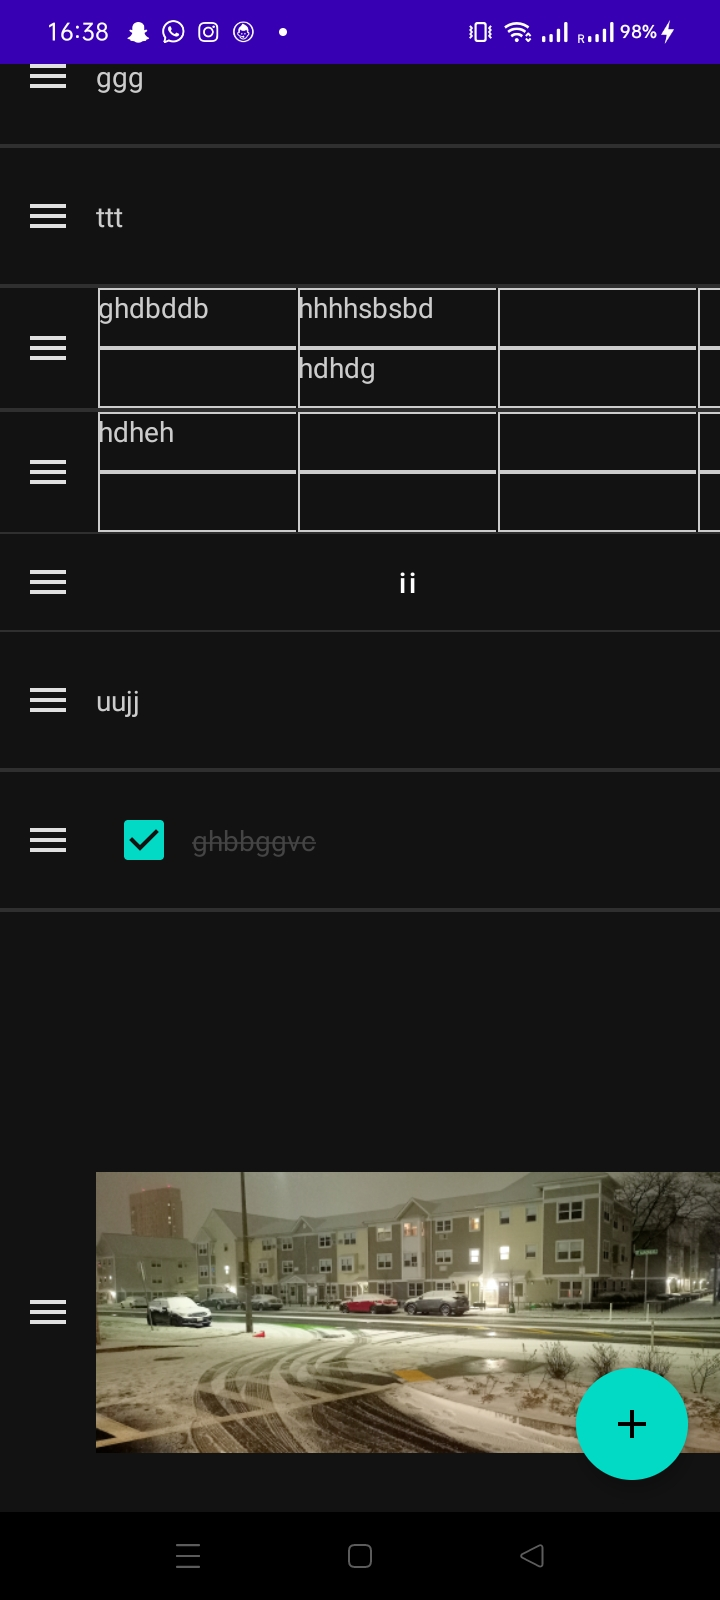 16:38 R 98%
ggg
ttt
ghdbddb hhhhsbsbd
hdhdg
hdheh
ii
uujj
ghbbggvc